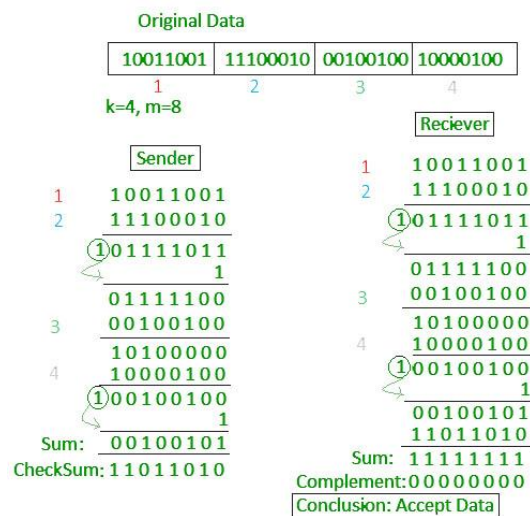 Original Data
10011001 11100010 00100100 10000100
1 2 3 4
k=4, m=8
Sender
1 10011001
2 11100010
1 01111011
1
01111100
3 00100100
10100000
4 10000100
1 00100100
1
Sum: 00100101
CheckSum: 11011010
Reciever
1 10011001
2 11100010
1 01111011
1
01111100
3 00100100
10100000
4 10000100
1 00100100
1
00100101
11011010
Sum: 11111111
Complement: 00000000
Conclusion: Accept Data